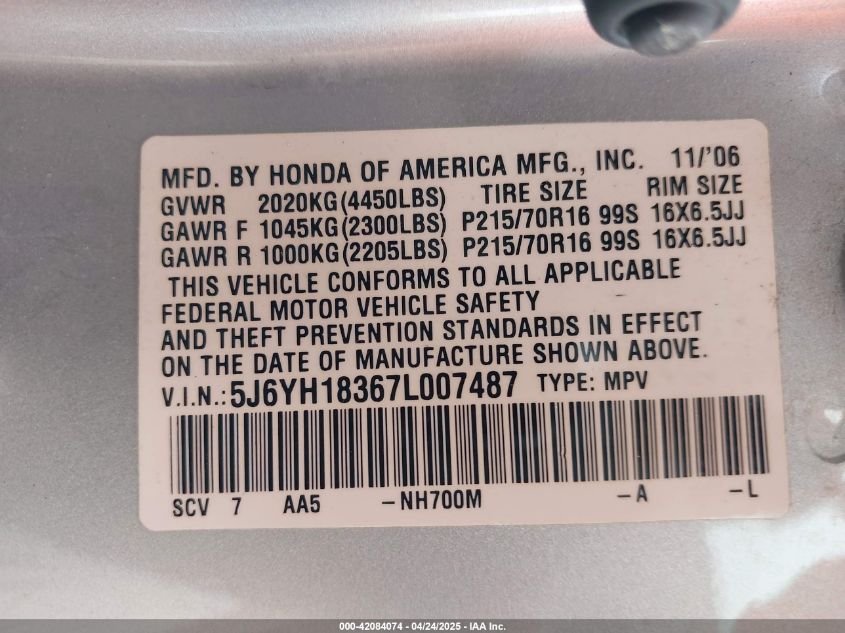 MFD. BY HONDA OF AMERICA MFG., INC. 11/'06
GVWR 2020KG(4450LBS) TIRE SIZE RIM SIZE
GAWR F 1045KG(2300LBS) P215/70R16 99S 16X6.5JJ
GAWR R 1000KG(2205LBS) P215/70R16 99S 16X6.5JJ
THIS VEHICLE CONFORMS TO ALL APPLICABLE
FEDERAL MOTOR VEHICLE SAFETY
AND THEFT PREVENTION STANDARDS IN EFFECT
ON THE DATE OF MANUFACTURE SHOWN ABOVE.
V.I.N.:5J6YH18367L007487 TYPE: MPV
SCV 7 AA5 -NH700M -A -L
000-42084074 - 04/24/2025 - IAA Inc.